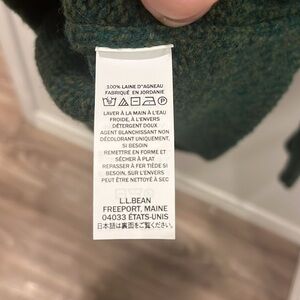 100% LAINE D'AGNEAU
FABRIQUÉ EN JORDANIE
LAVER À LA MAIN À L'EAU
FROIDE, À L'ENVERS
DÉTERGENT DOUX
AGENT BLANCHISSANT NON
DÉCOLORANT UNIQUEMENT,
SI BESOIN
REMETTRE EN FORME ET
SÉCHER À PLAT
REPASSER À FER TIÈDE SI
BESOIN, SUR L'ENVERS
PEUT ÊTRE NETTOYÉ À SEC
L.L.BEAN
FREEPORT, MAINE
04033 ÉTATS-UNIS
日本語は裏面をご覧ください。